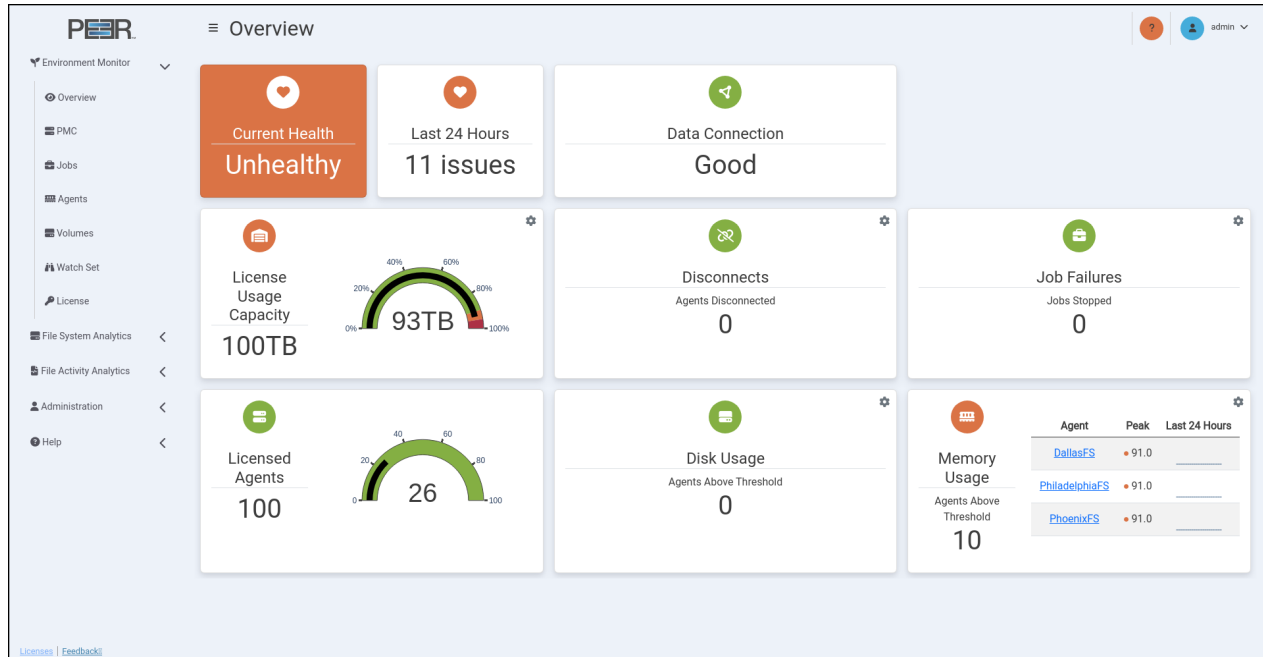 PEER
Overview
?
admin
Environment Monitor
Overview
PMC
Jobs
Agents
Volumes
Watch Set
License
File System Analytics
File Activity Analytics
Administration
Help
Current Health
Unhealthy
Last 24 Hours
11 issues
Data Connection
Good
License
Usage
Capacity
100TB
0%
20%
40%
60%
80%
100%
93TB
Disconnects
Agents Disconnected
0
Job Failures
Jobs Stopped
0
Licensed
Agents
100
0
20
40
60
80
100
26
Disk Usage
Agents Above Threshold
0
Memory
Usage
Agents Above
Threshold
10
Agent Peak Last 24 Hours
DallasFS 91.0
PhiladelphiaFS 91.0
PhoenixFS 91.0
Licenses | Feedback